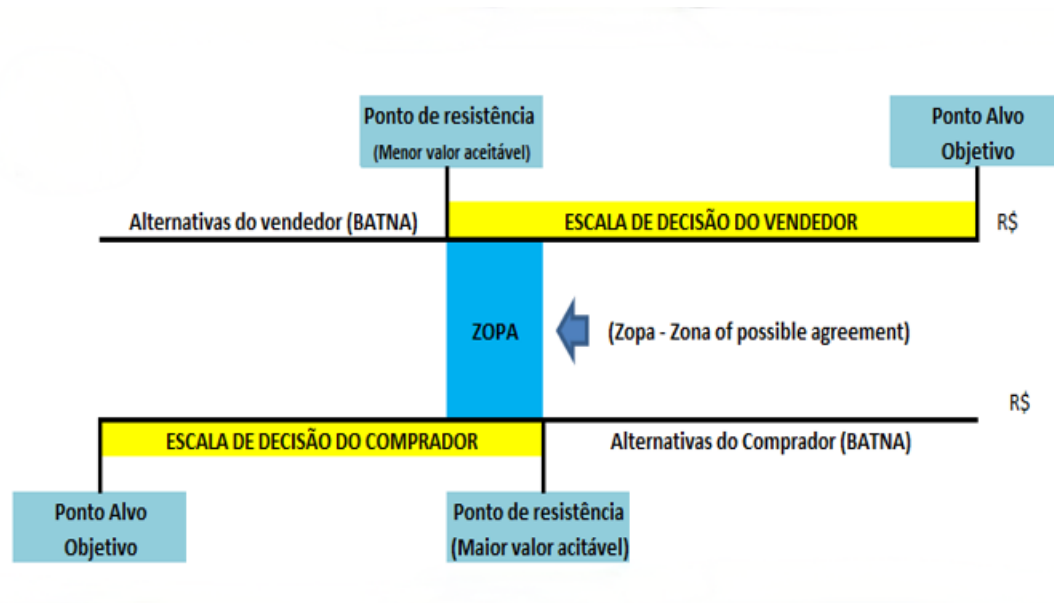 Ponto de resistência
(Menor valor aceitável)
Ponto Alvo
Objetivo
Alternativas do vendedor (BATNA)
ESCALA DE DECISÃO DO VENDEDOR
R$
ZOPA
(Zopa - Zona of possible agreement)
R$
ESCALA DE DECISÃO DO COMPRADOR
Alternativas do Comprador (BATNA)
Ponto Alvo
Objetivo
Ponto de resistência
(Maior valor acitável)